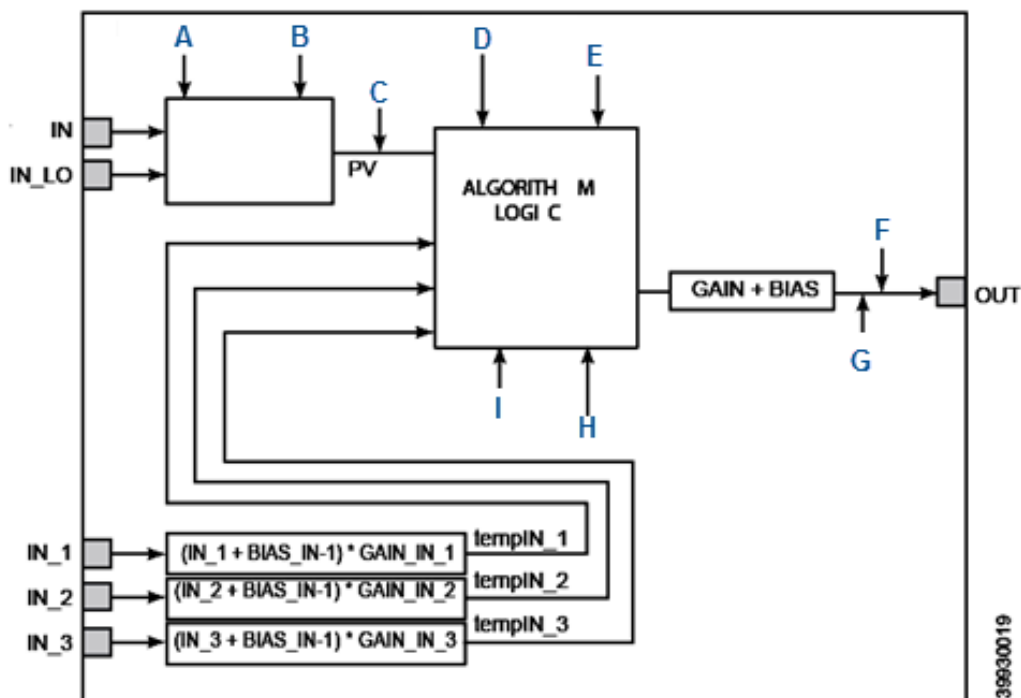 A
B
C
D
E
IN
IN_LO
PV
ALGORITH M
LOGI C
F
GAIN + BIAS
OUT
G
I
H
IN_1
(IN_1 + BIAS_IN-1) * GAIN_IN_1
tempIN_1
IN_2
(IN_2 + BIAS_IN-1) * GAIN_IN_2
tempIN_2
IN_3
(IN_3 + BIAS_IN-1) * GAIN_IN_3
tempIN_3
39930019